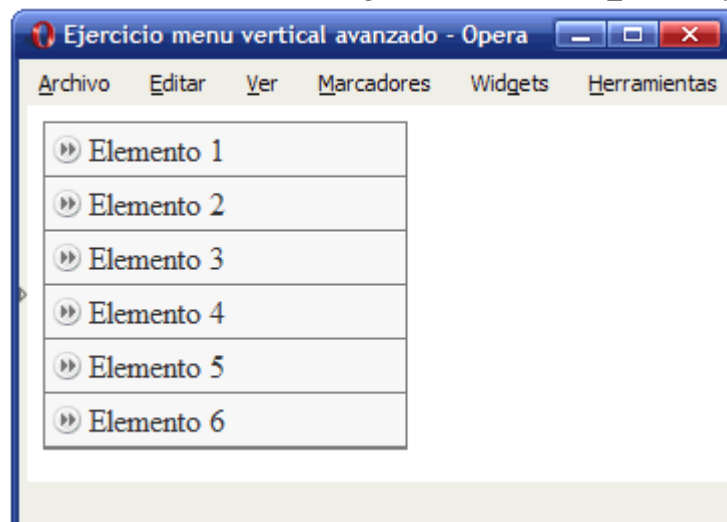 Ejercicio menu vertical avanzado - Opera
Archivo Editar Ver Marcadores Widgets Herramientas
Elemento 1
Elemento 2
Elemento 3
Elemento 4
Elemento 5
Elemento 6